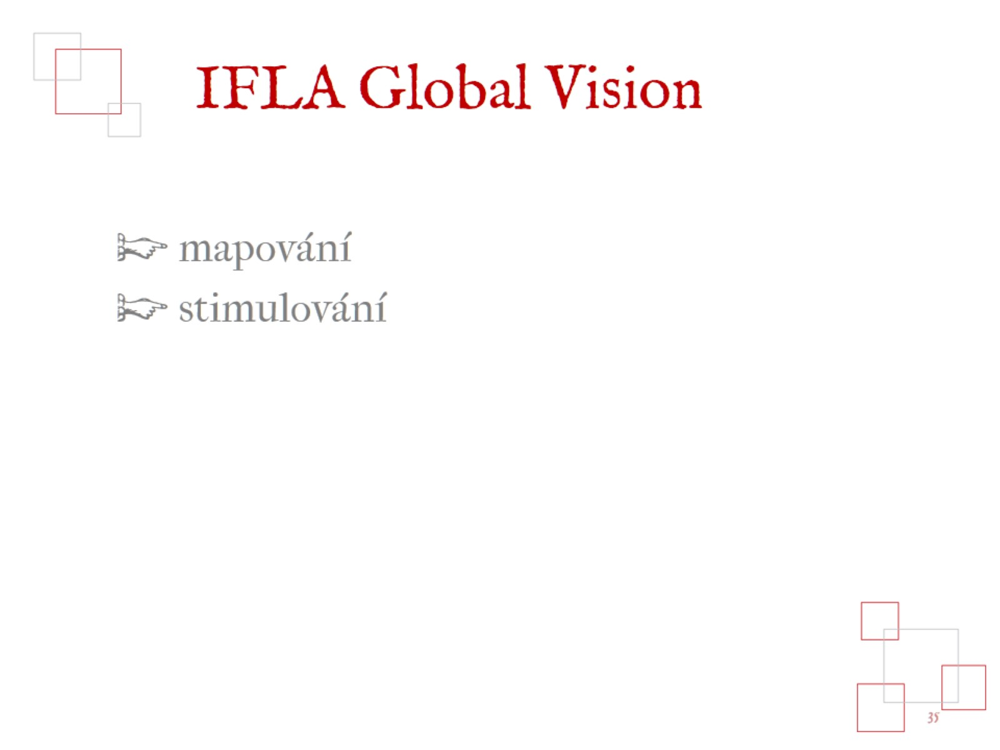 IFLA Global Vision
☞ mapování
☞ stimulování
35